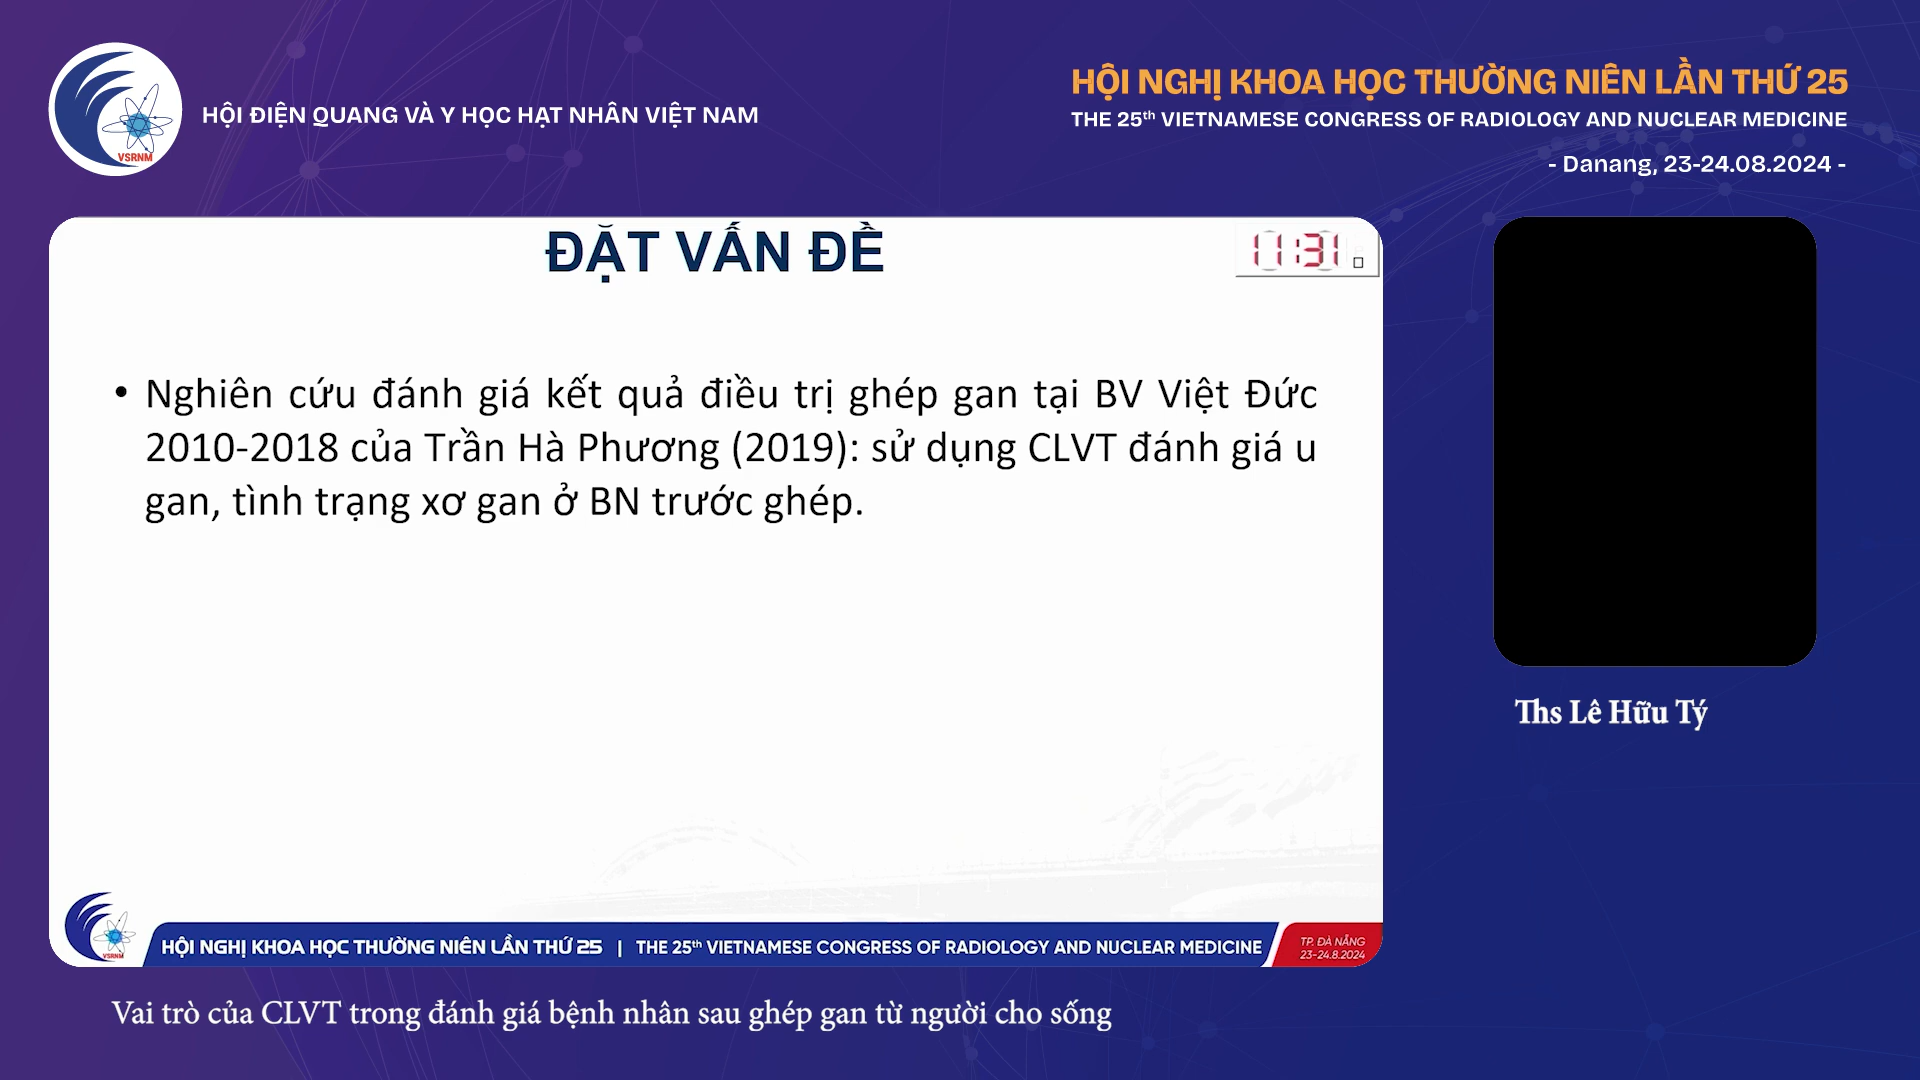 VSRNM
HỘI ĐIỆN QUANG VÀ Y HỌC HẠT NHÂN VIỆT NAM
HỘI NGHỊ KHOA HỌC THƯỜNG NIÊN LẦN THỨ 25
THE 25th VIETNAMESE CONGRESS OF RADIOLOGY AND NUCLEAR MEDICINE
- Danang, 23-24.08.2024 -
ĐẶT VẤN ĐỀ
11:31
• Nghiên cứu đánh giá kết quả điều trị ghép gan tại BV Việt Đức
2010-2018 của Trần Hà Phương (2019): sử dụng CLVT đánh giá u
gan, tình trạng xơ gan ở BN trước ghép.
Ths Lê Hữu Tý
VSRNM
HỘI NGHỊ KHOA HỌC THƯỜNG NIÊN LẦN THỨ 25 | THE 25th VIETNAMESE CONGRESS OF RADIOLOGY AND NUCLEAR MEDICINE
TP. ĐÀ NẴNG
23-24.8.2024
Vai trò của CLVT trong đánh giá bệnh nhân sau ghép gan từ người cho sống